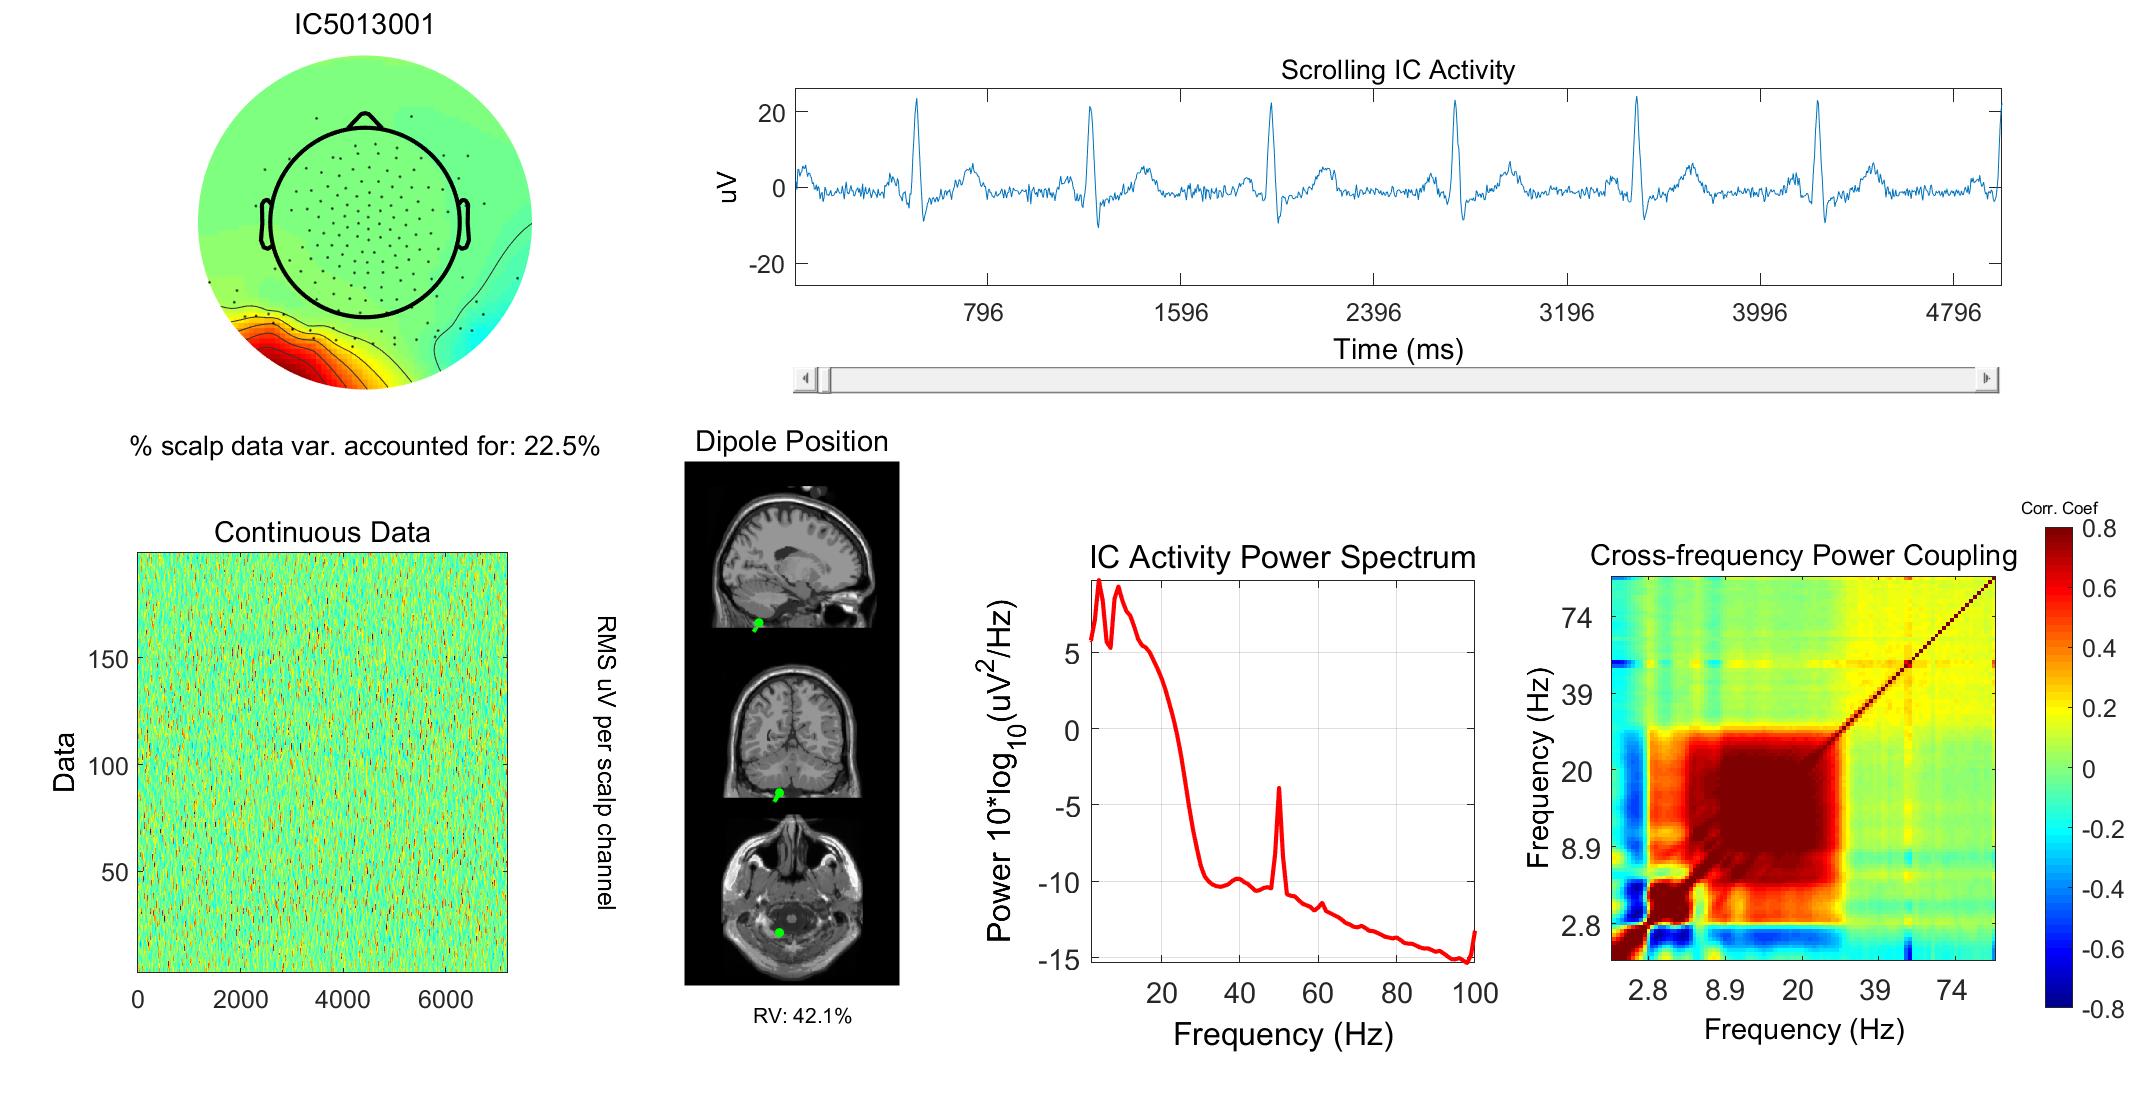 IC5013001
Scrolling IC Activity
uV
20
0
-20
796 1596 2396 3196 3996 4796
Time (ms)
% scalp data var. accounted for: 22.5%
Continuous Data
Data
150
100
50
0 2000 4000 6000
RMS uV per scalp channel
Dipole Position
RV: 42.1%
IC Activity Power Spectrum
Power 10*log10(uV2/Hz)
5
0
-5
-10
-15
20 40 60 80 100
Frequency (Hz)
Cross-frequency Power Coupling
Frequency (Hz)
74
39
20
8.9
2.8
2.8 8.9 20 39 74
Frequency (Hz)
Corr. Coef
0.8
0.6
0.4
0.2
0
-0.2
-0.4
-0.6
-0.8